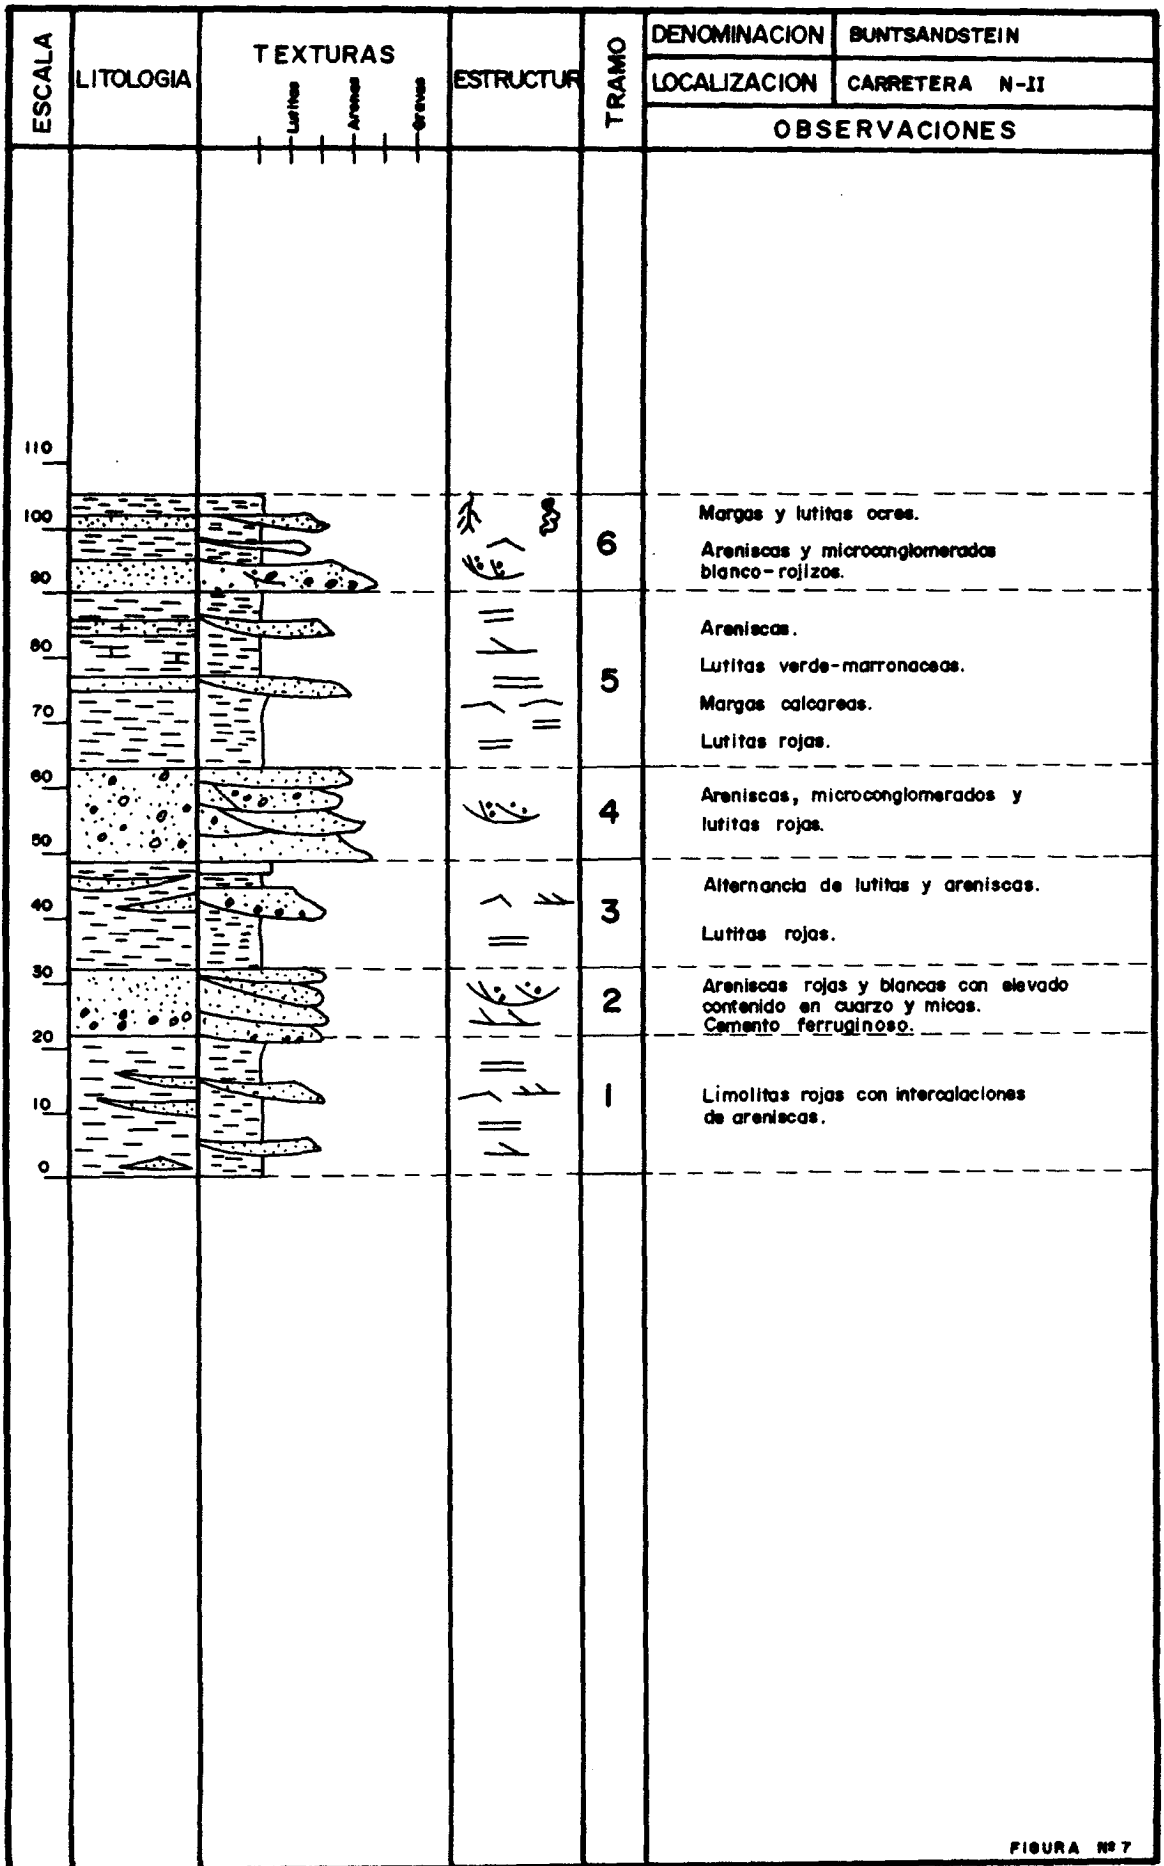 ESCALA
LITOLOGIA
TEXTURAS
Lutitas
Arenas
Gravas
ESTRUCTUR
TRAMO
DENOMINACION BUNTSANDSTEIN
LOCALIZACION CARRETERA N-II
OBSERVACIONES
110
100
90
80
70
60
50
40
30
20
10
0
6
Margas y lutitas ocres.
Areniscas y microconglomerados
blanco-rojizos.
5
Areniscas.
Lutitas verde-marronaceas.
Margas calcareas.
Lutitas rojas.
4
Areniscas, microconglomerados y
lutitas rojas.
3
Alternancia de lutitas y areniscas.
Lutitas rojas.
2
Areniscas rojas y blancas con elevado
contenido en cuarzo y micas.
Cemento ferruginoso.
1
Limolitas rojas con intercalaciones
de areniscas.
FIGURA Nº 7